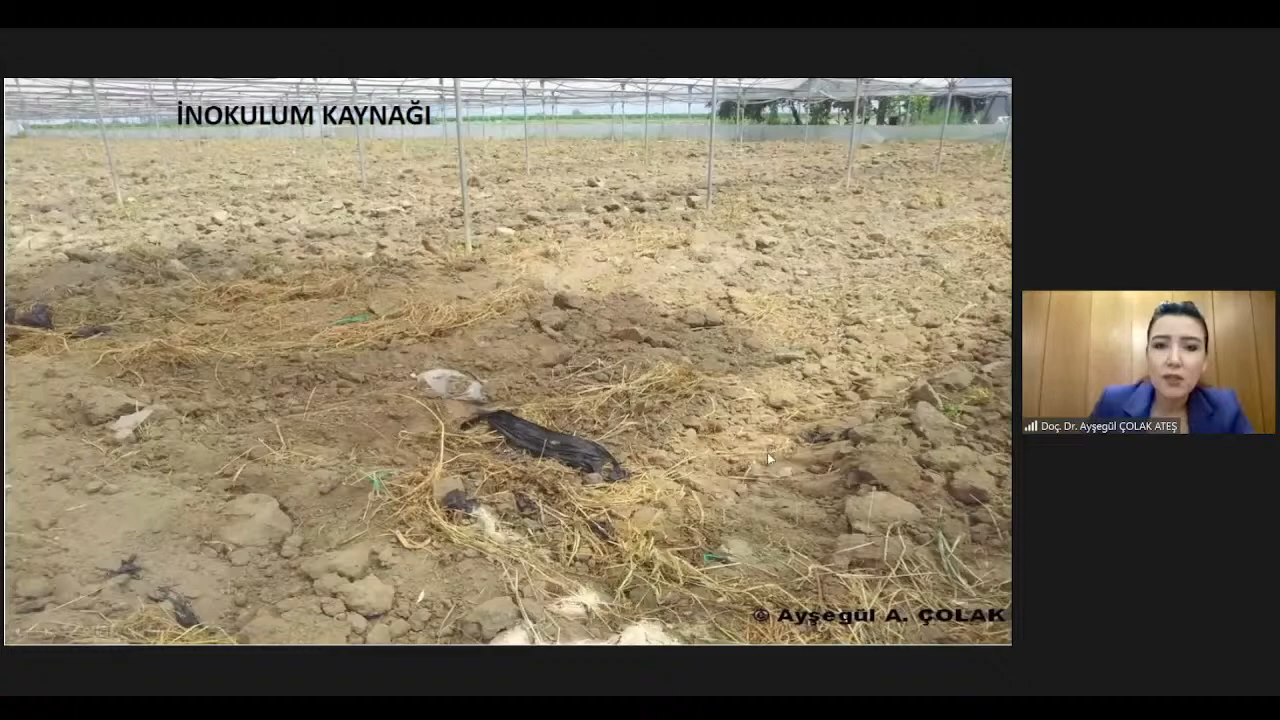 İNOKULUM KAYNAĞI
© Ayşegül A. ÇOLAK
Doç. Dr. Ayşegül ÇOLAK ATEŞ